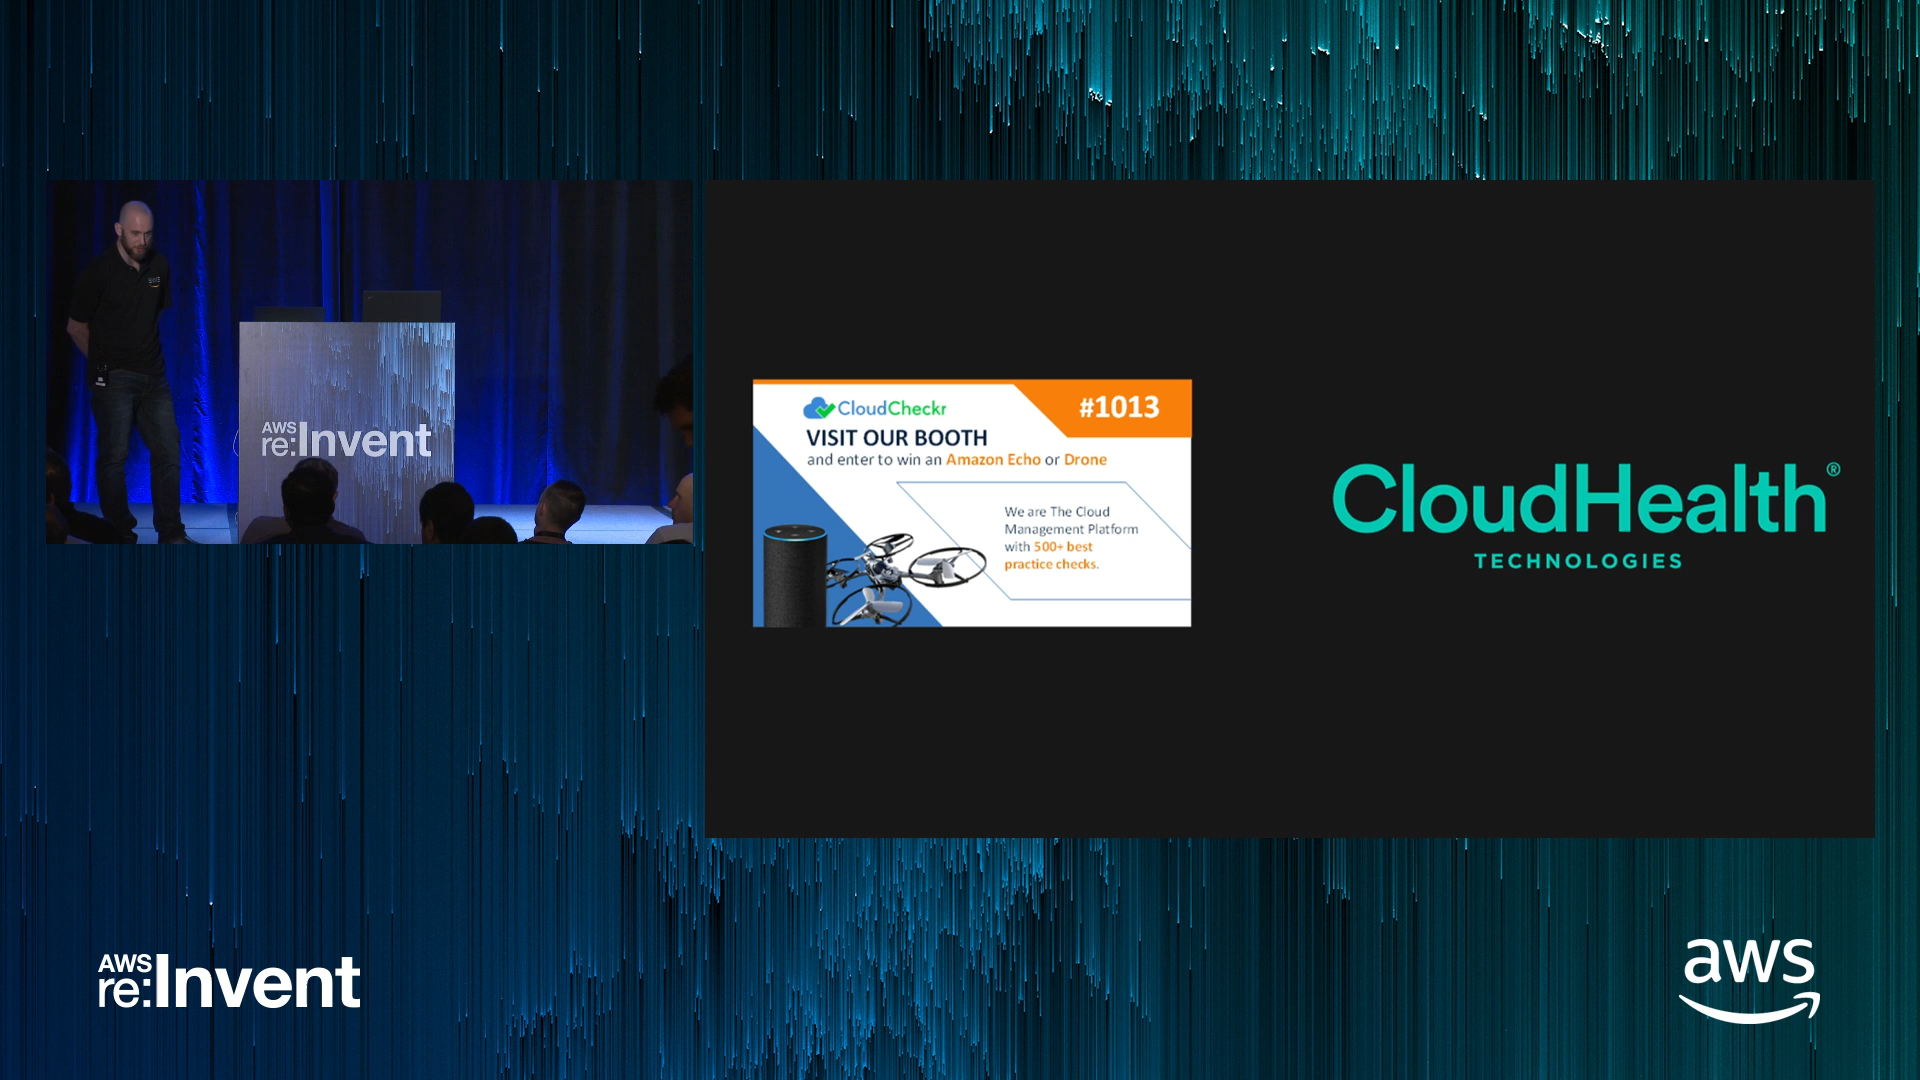 AWS
re:Invent
CloudCheckr
#1013
VISIT OUR BOOTH
and enter to win an Amazon Echo or Drone
We are The Cloud
Management Platform
with 500+ best
practice checks.
CloudHealth®
TECHNOLOGIES
AWS
re:Invent
aws